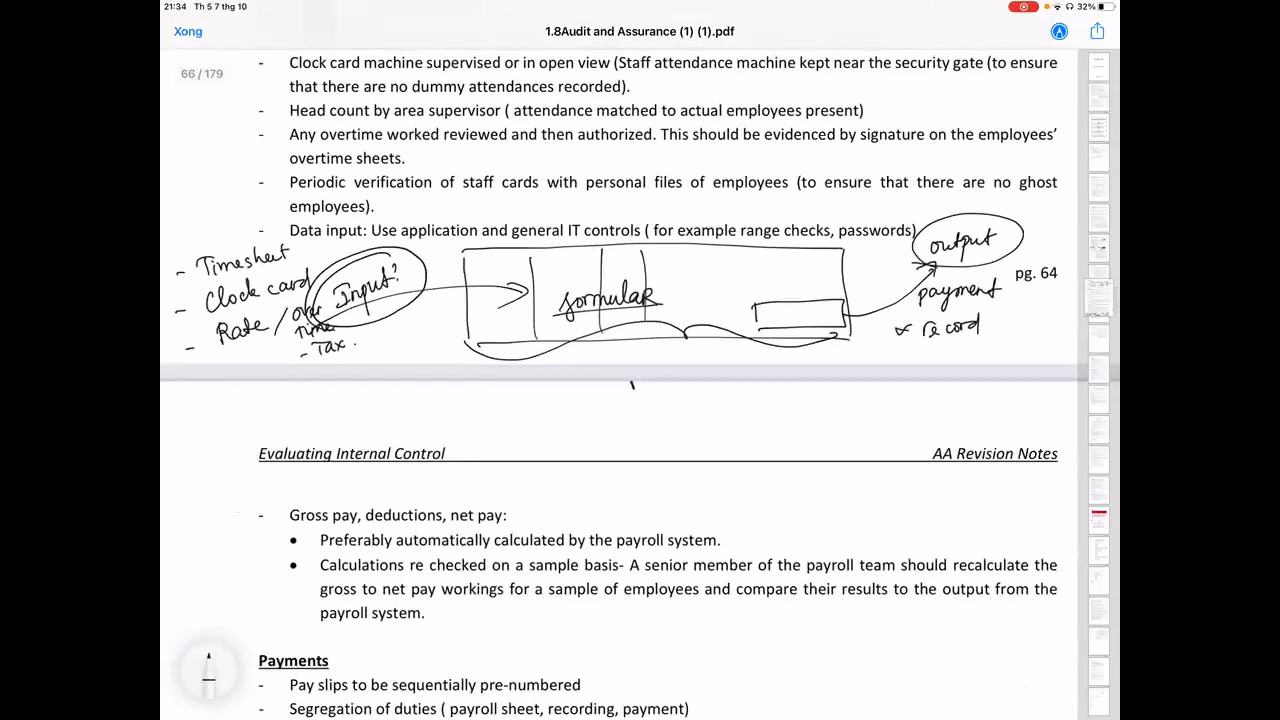 21:34 Th 5 7 thg 10
32%
Xong
1.8Audit and Assurance (1) (1).pdf
66 / 179
- Clock card machine supervised or in open view (Staff attendance machine kept near the security gate (to ensure
that there are no dummy attendances recorded).
- Head count by the supervisor attendance matches with actual employees present)
- Any overtime worked reviewed and then authorized this should be evidenced by signature on the employees’
overtime sheets.
- Periodic verification of staff cards with personal files of employees (to ensure that there are no ghost
employees).
- Data input: Use application and general IT controls ( for example range checks, passwords)
output
- Timesheet
- Clock card
Input
formular
pg. 64
payment
record
- Rate / over
Time
- Tax.
Evaluating Internal Control AA Revision Notes
- Gross pay, deductions, net pay:
• Preferably automatically calculated by the payroll system.
• Calculations are checked on a sample basis- A senior member of the payroll team should recalculate the
gross to net pay workings for a sample of employees and compare their results to the output from the
payroll system.
Payments
- Pay slips to be sequentially pre-numbered
- Separation of duties ( payroll sheet, recording, payment)